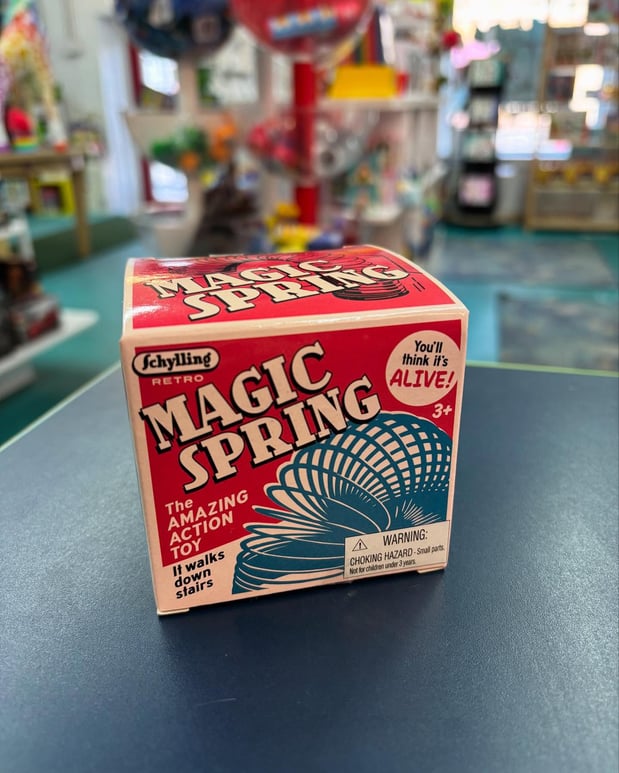 MAGIC
SPRING
Schylling
RETRO
MAGIC
SPRING
You'll
think it's
ALIVE!
3+
The
AMAZING
ACTION
TOY
It walks
down
stairs
WARNING:
CHOKING HAZARD - Small parts.
Not for children under 3 years.